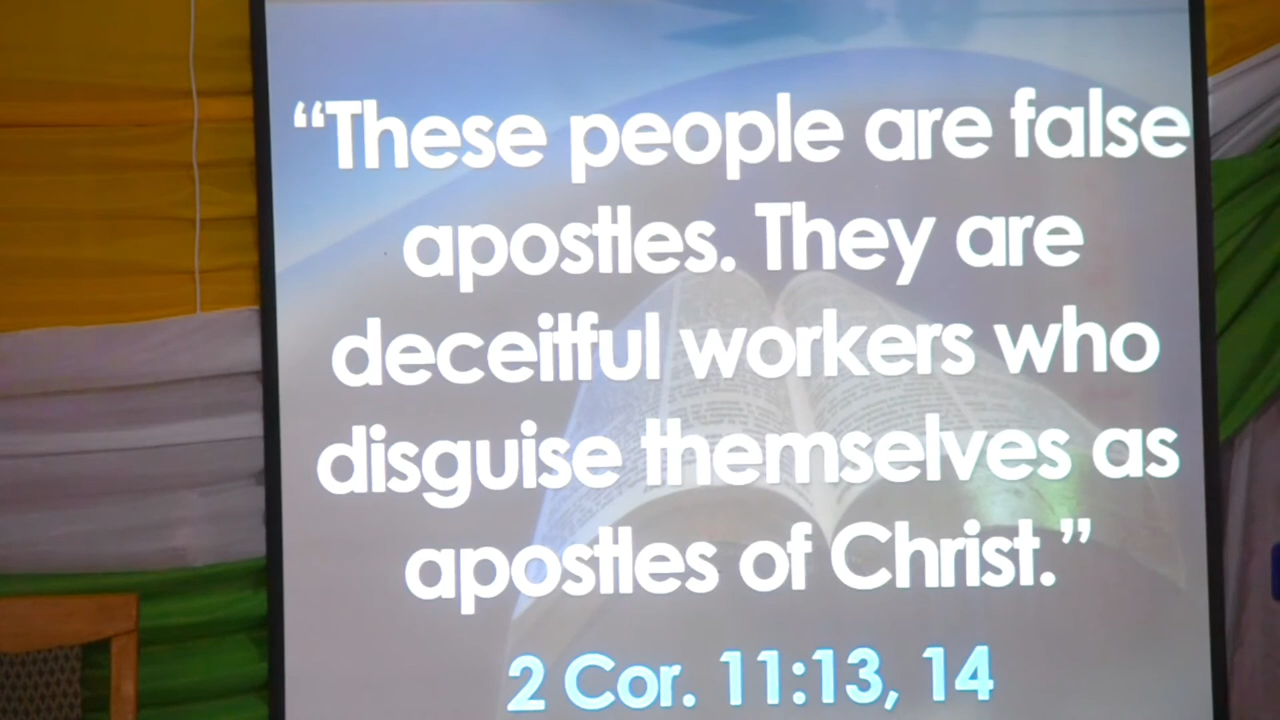 “These people are false
apostles. They are
deceitful workers who
disguise themselves as
apostles of Christ.”
2 Cor. 11:13, 14